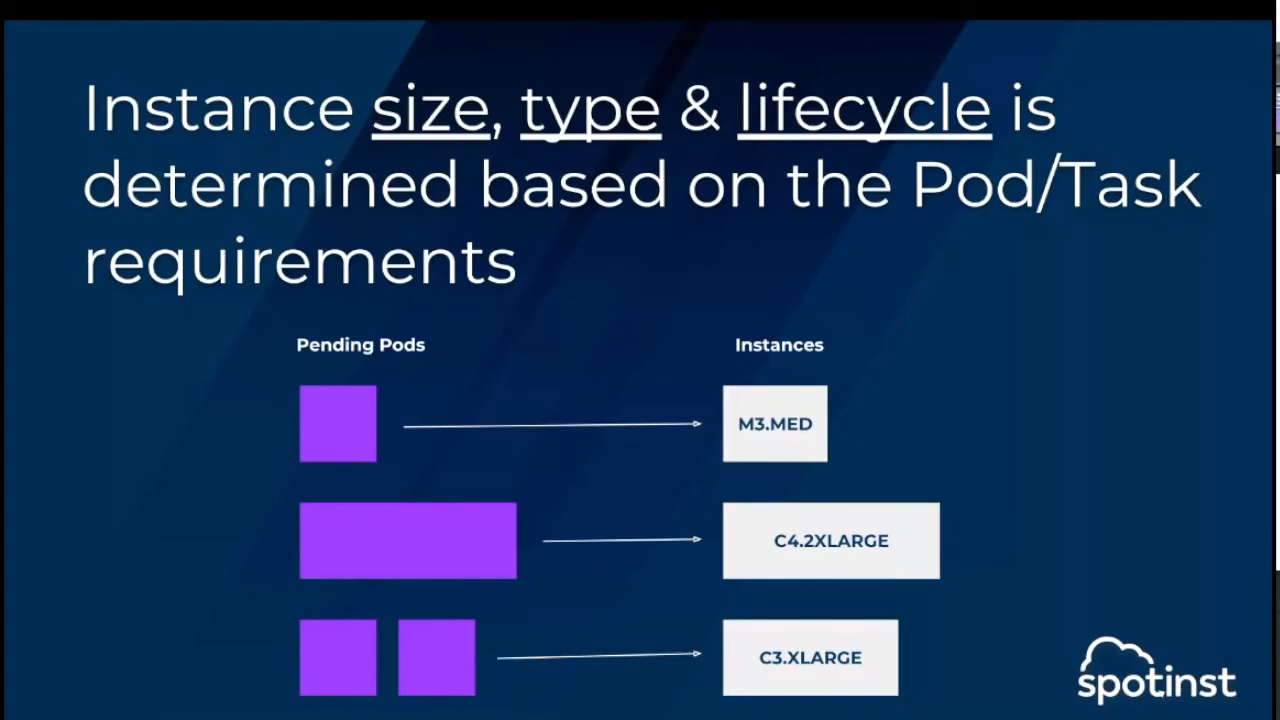 Instance size, type & lifecycle is
determined based on the Pod/Task
requirements
Pending Pods
Instances
M3.MED
C4.2XLARGE
C3.XLARGE
spotinst